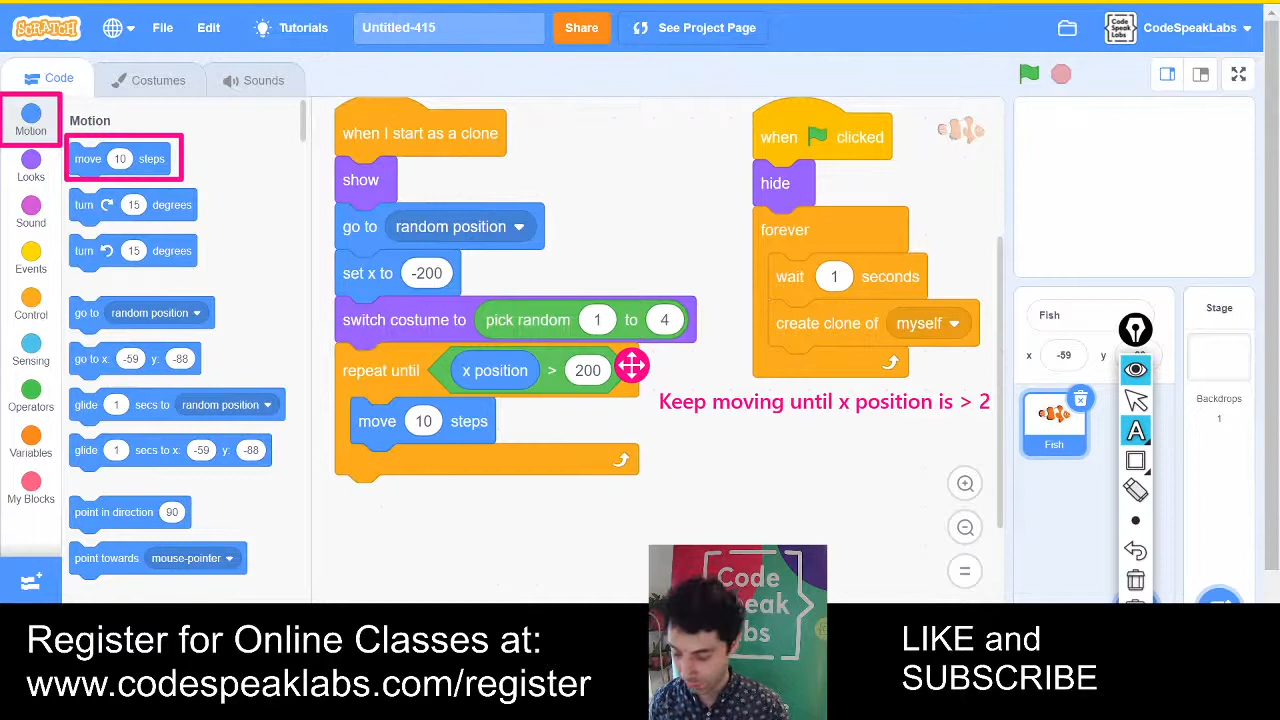 SCRATCH
File
Edit
Tutorials
Untitled-415
Share
See Project Page
Code Speak Labs
CodeSpeakLabs
Code
Costumes
Sounds
Motion
Looks
Sound
Events
Control
Sensing
Operators
Variables
My Blocks
Motion
move 10 steps
turn 15 degrees
turn 15 degrees
go to random position
go to x: -59 y: -88
glide 1 secs to random position
glide 1 secs to x: -59 y: -88
point in direction 90
point towards mouse-pointer
when I start as a clone
show
go to random position
set x to -200
switch costume to pick random 1 to 4
repeat until x position > 200
move 10 steps
when clicked
hide
forever
wait 1 seconds
create clone of myself
Keep moving until x position is > 2
Fish
x -59 y
Fish
Stage
Backdrops
1
A
Code
peak
abs
Register for Online Classes at:
www.codespeaklabs.com/register
LIKE and
SUBSCRIBE